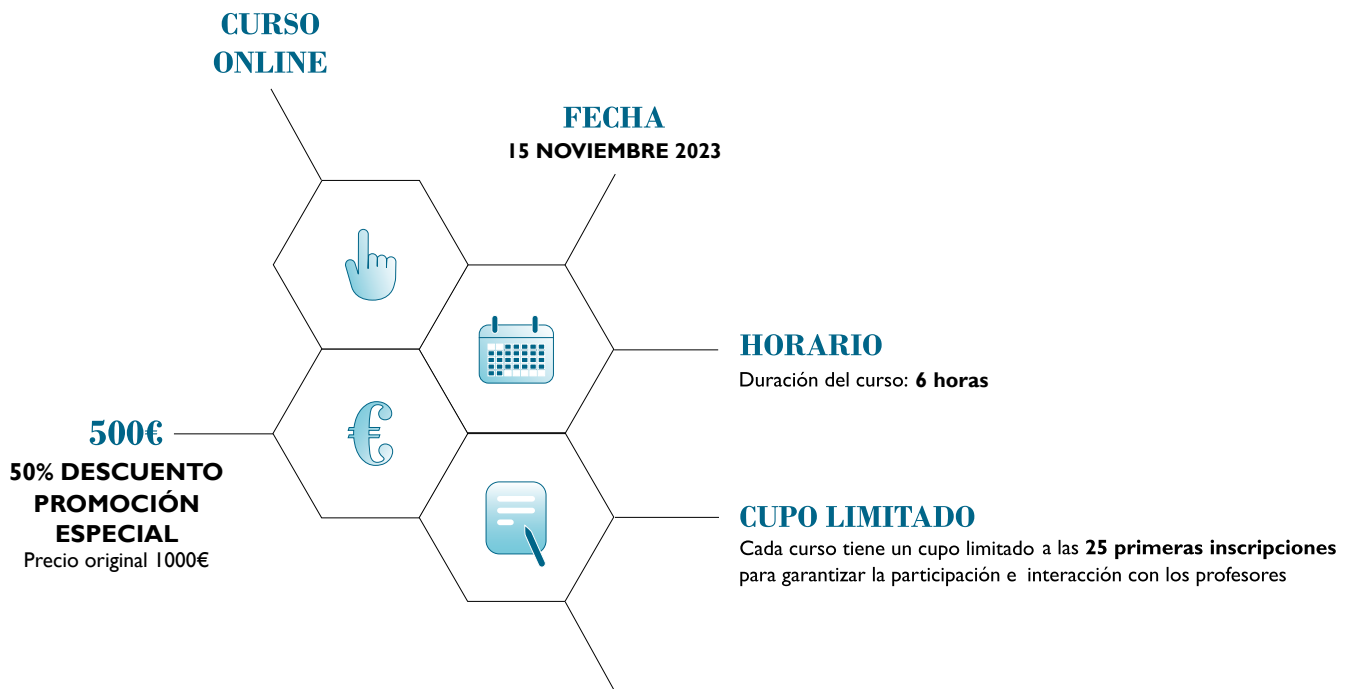 CURSO
ONLINE
FECHA
15 NOVIEMBRE 2023
HORARIO
Duración del curso: 6 horas
500€
50% DESCUENTO
PROMOCIÓN
ESPECIAL
Precio original 1000€
€
CUPO LIMITADO
Cada curso tiene un cupo limitado a las 25 primeras inscripciones
para garantizar la participación e interacción con los profesores